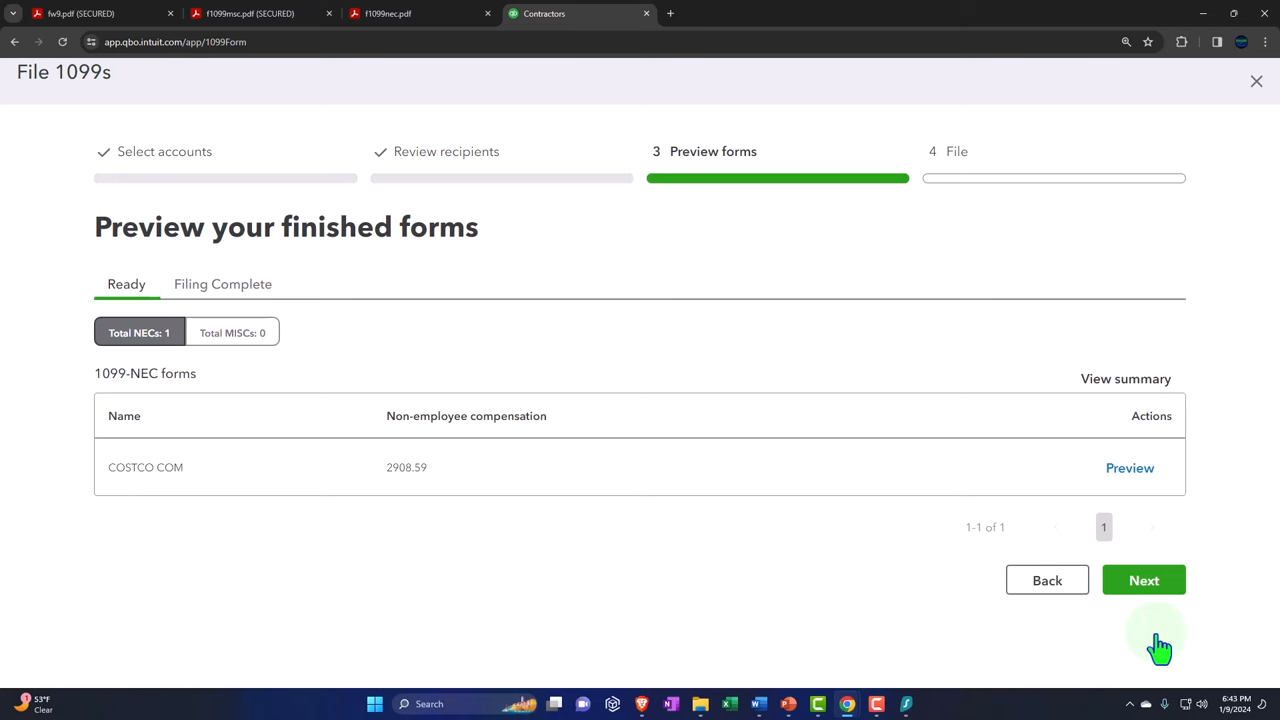 fw9.pdf (SECURED)
f1099msc.pdf (SECURED)
f1099nec.pdf
Contractors
app.qbo.intuit.com/app/1099Form
File 1099s
Select accounts
Review recipients
3 Preview forms
4 File
Preview your finished forms
Ready
Filing Complete
Total NECs: 1
Total MISCs: 0
1099-NEC forms
View summary
Name
Non-employee compensation
Actions
COSTCO COM
2908.59
Preview
1-1 of 1
1
Back
Next
53°F
Clear
Search
6:43 PM
1/9/2024